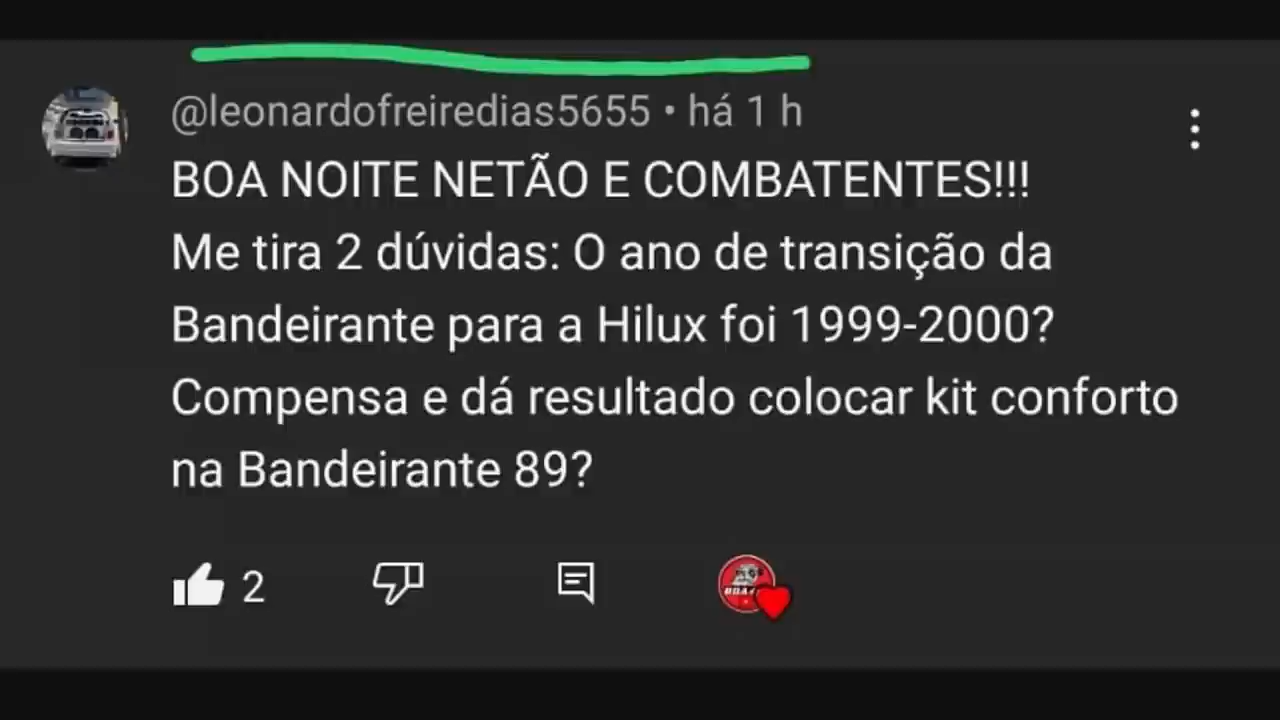 @leonardofreiredias5655 • há 1 h
BOA NOITE NETÃO E COMBATENTES!!!
Me tira 2 dúvidas: O ano de transição da
Bandeirante para a Hilux foi 1999-2000?
Compensa e dá resultado colocar kit conforto
na Bandeirante 89?
2